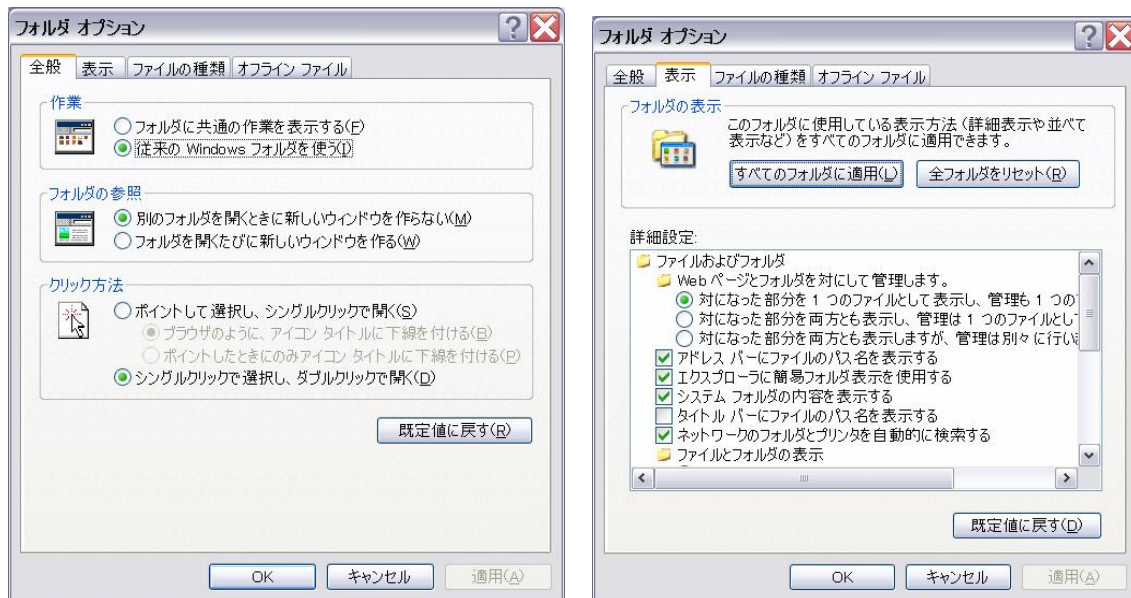 フォルダ オプション
全般
表示
ファイルの種類
オフライン ファイル
作業
フォルダに共通の作業を表示する(F)
従来の Windows フォルダを使う(I)
フォルダの参照
別のフォルダを開くときに新しいウィンドウを作らない(M)
フォルダを開くたびに新しいウィンドウを作る(W)
クリック方法
ポイントして選択し、シングルクリックで開く(S)
ブラウザのように、アイコン タイトルに下線を付ける(B)
ポイントしたときにのみアイコン タイトルに下線を付ける(P)
シングルクリックで選択し、ダブルクリックで開く(D)
既定値に戻す(R)
OK
キャンセル
適用(A)
フォルダ オプション
全般
表示
ファイルの種類
オフライン ファイル
フォルダの表示
このフォルダに使用している表示方法 (詳細表示や並べて
表示など) をすべてのフォルダに適用できます。
すべてのフォルダに適用(L)
全フォルダをリセット(R)
詳細設定:
ファイルおよびフォルダ
Web ページとフォルダを対にして管理します。
対になった部分を 1 つのファイルとして表示し、管理も 1 つの
対になった部分を両方とも表示し、管理は 1 つのファイルとし
対になった部分を両方とも表示しますが、管理は別々に行い
アドレス バーにファイルのパス名を表示する
エクスプローラに簡易フォルダ表示を使用する
システム フォルダの内容を表示する
タイトル バーにファイルのパス名を表示する
ネットワークのフォルダとプリンタを自動的に検索する
ファイルとフォルダの表示
既定値に戻す(D)
OK
キャンセル
適用(A)